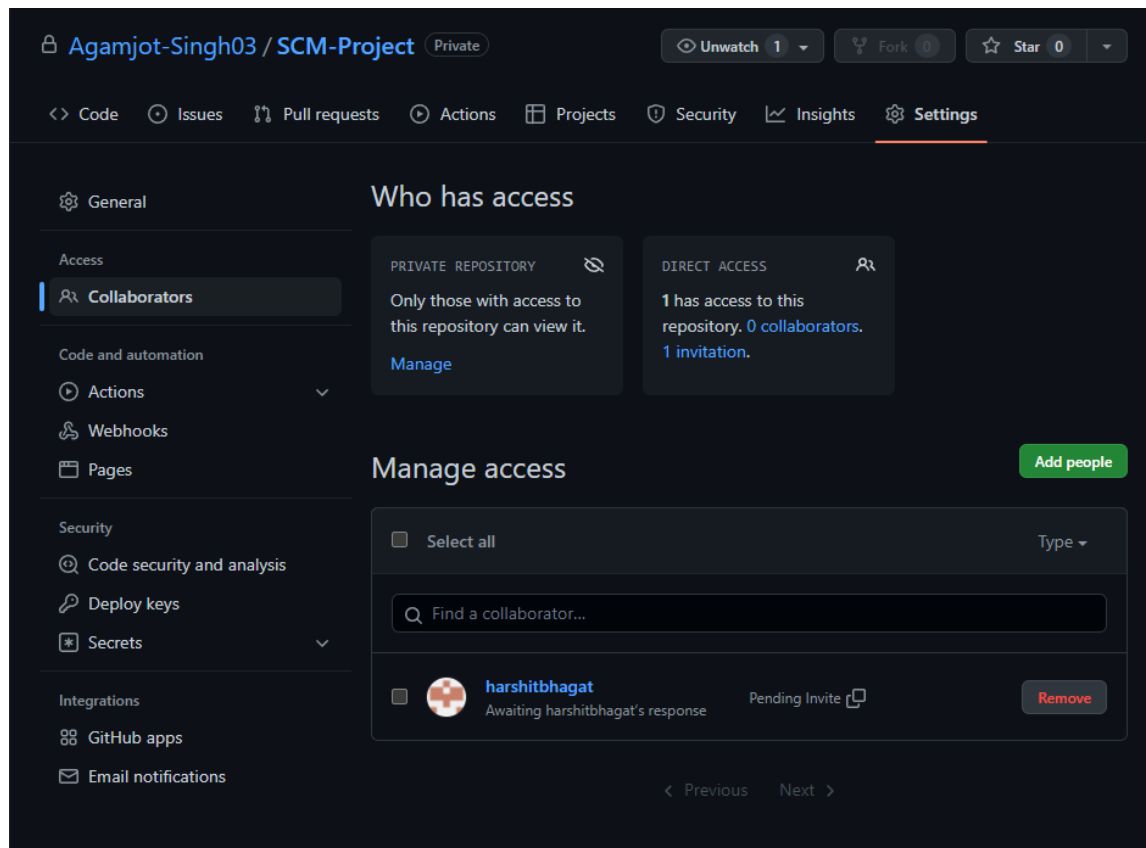 Agamjot-Singh03 / SCM-Project Private Unwatch 1 Fork 0 Star 0
Code Issues Pull requests Actions Projects Security Insights Settings
General
Access
Collaborators
Code and automation
Actions
Webhooks
Pages
Security
Code security and analysis
Deploy keys
Secrets
Integrations
GitHub apps
Email notifications
Who has access
PRIVATE REPOSITORY
Only those with access to
this repository can view it.
Manage
DIRECT ACCESS
1 has access to this
repository. 0 collaborators.
1 invitation.
Manage access Add people
Select all Type
Find a collaborator...
harshitbhagat
Awaiting harshitbhagat's response
Pending Invite
Remove
Previous Next